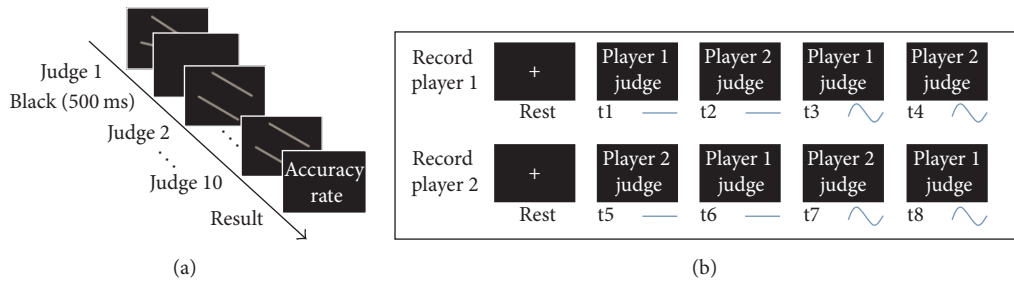 Judge 1
Black (500 ms)
Judge 2
Judge 10
Accuracy
rate
Result
(a)
Record
player 1
+
Rest
Player 1
judge
t1
Player 2
judge
t2
Player 1
judge
t3
Player 2
judge
t4
Record
player 2
+
Rest
Player 2
judge
t5
Player 1
judge
t6
Player 2
judge
t7
Player 1
judge
t8
(b)